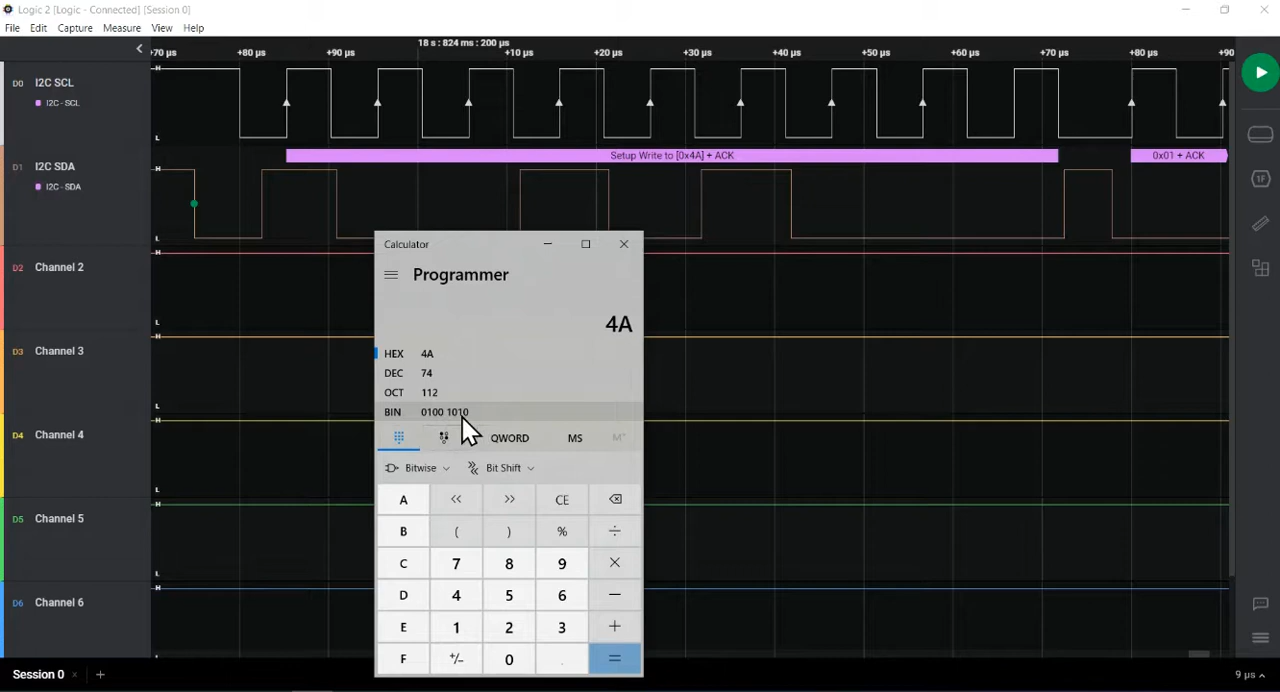 Logic 2 [Logic - Connected] [Session 0]
File Edit Capture Measure View Help
18 s : 824 ms : 200 µs
+70 µs +80 µs +90 µs +10 µs +20 µs +30 µs +40 µs +50 µs +60 µs +70 µs +80 µs +90
D0 I2C SCL
I2C - SCL
H
L
Setup Write to [0x4A] + ACK 0x01 + ACK
D1 I2C SDA
I2C - SDA
H
L
D2 Channel 2
H
L
D3 Channel 3
H
L
D4 Channel 4
H
L
D5 Channel 5
H
L
D6 Channel 6
H
1F
Calculator
Programmer
4A
HEX 4A
DEC 74
OCT 112
BIN 0100 1010
QWORD MS M˅
Bitwise Bit Shift
A << >> CE
B ( ) % ÷
C 7 8 9 ×
D 4 5 6 −
E 1 2 3 +
F +/− 0 . =
Session 0 × +
9 µs